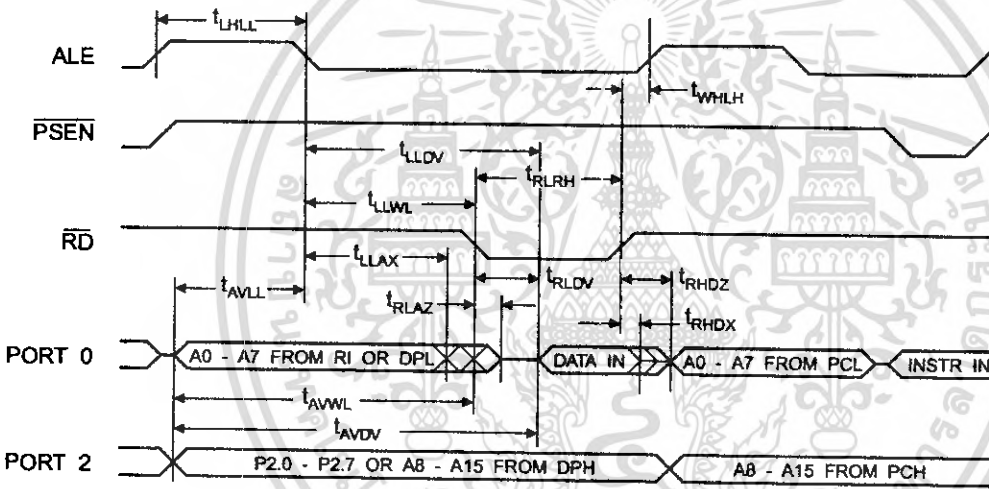 tLHLL
ALE
tWHLH
PSEN
tLLDV
tRLRH
tLLWL
RD
tLLAX
tRLDV
tRHDZ
tAVLL
tRLAZ
tRHDX
PORT 0
A0 - A7 FROM RI OR DPL
DATA IN
A0 - A7 FROM PCL
INSTR IN
tAVWL
tAVDV
PORT 2
P2.0 - P2.7 OR A8 - A15 FROM DPH
A8 - A15 FROM PCH